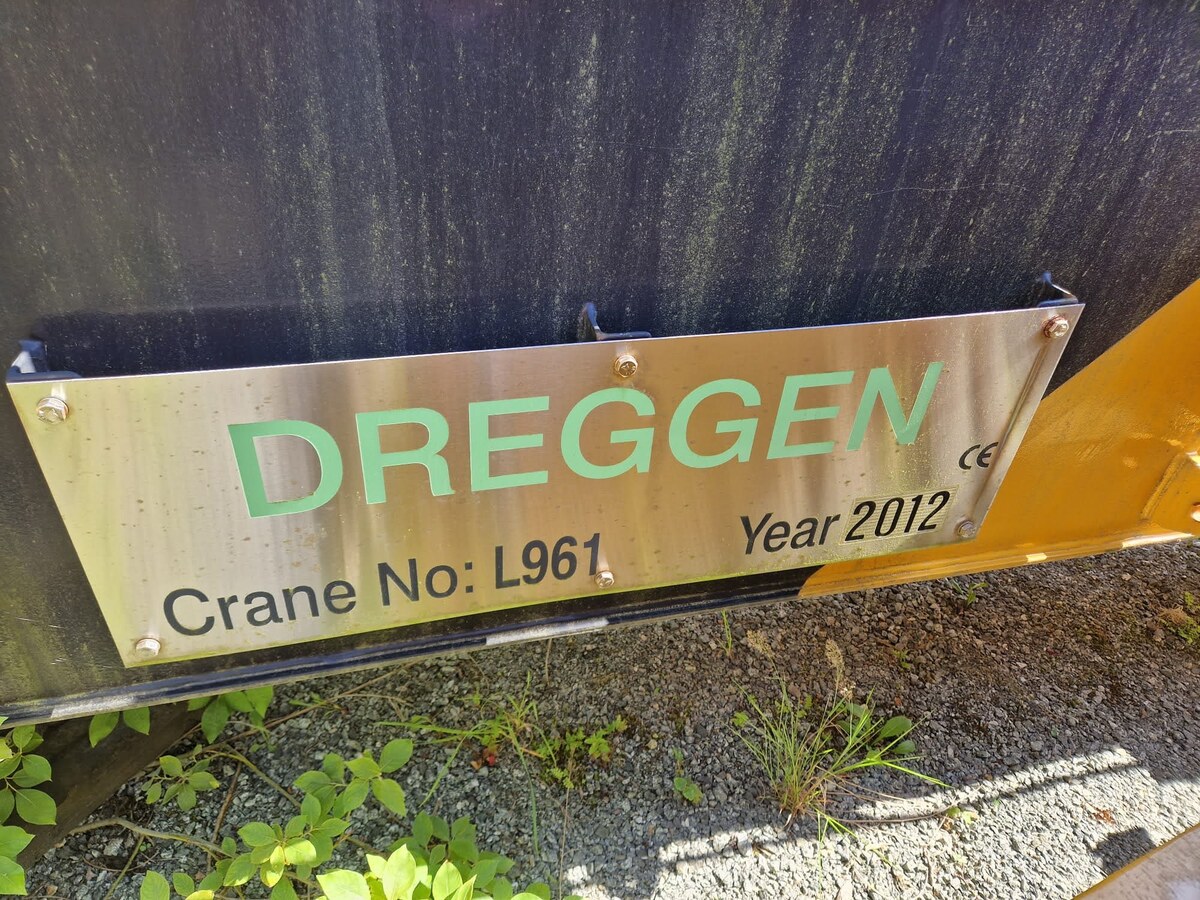 DREGGEN
CE
Crane No: L961 Year 2012